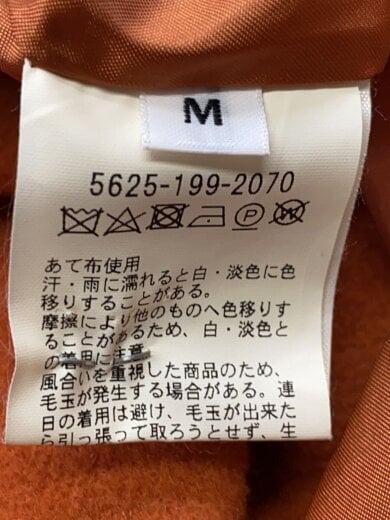 M
5625-199-2070
あて布使用
汗・雨に濡れると白・淡色に色
移りすることがある。
摩擦により他のものへ色移りす
ることがあるため、白・淡色と
の着用に注意
風合いを重視した商品のため、
毛玉が発生する場合がある。連
日の着用は避け、毛玉が出来た
ら引っ張って取ろうとせず、生